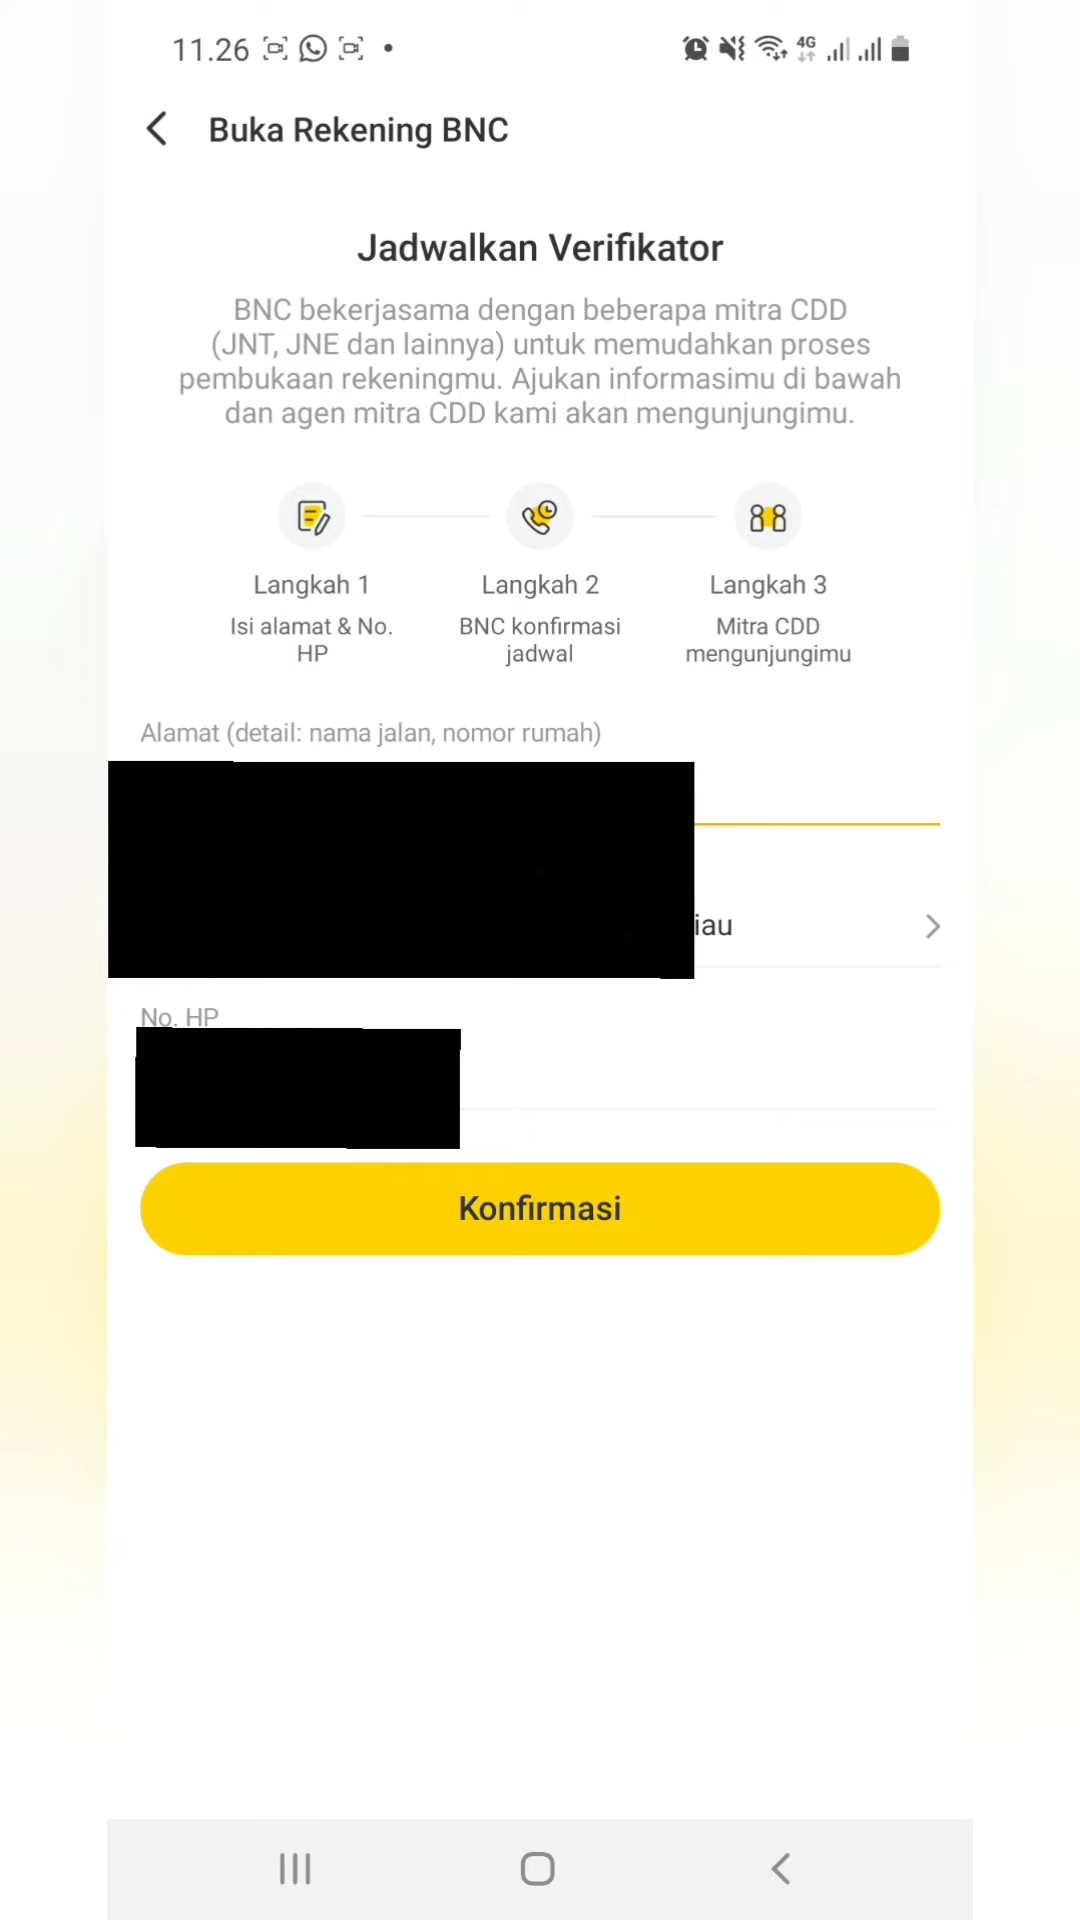 11.26
4G
Buka Rekening BNC
Jadwalkan Verifikator
BNC bekerjasama dengan beberapa mitra CDD
(JNT, JNE dan lainnya) untuk memudahkan proses
pembukaan rekeningmu. Ajukan informasimu di bawah
dan agen mitra CDD kami akan mengunjungimu.
Langkah 1
Langkah 2
Langkah 3
Isi alamat & No.
HP
BNC konfirmasi
jadwal
Mitra CDD
mengunjungimu
Alamat (detail: nama jalan, nomor rumah)
iau
No. HP
Konfirmasi